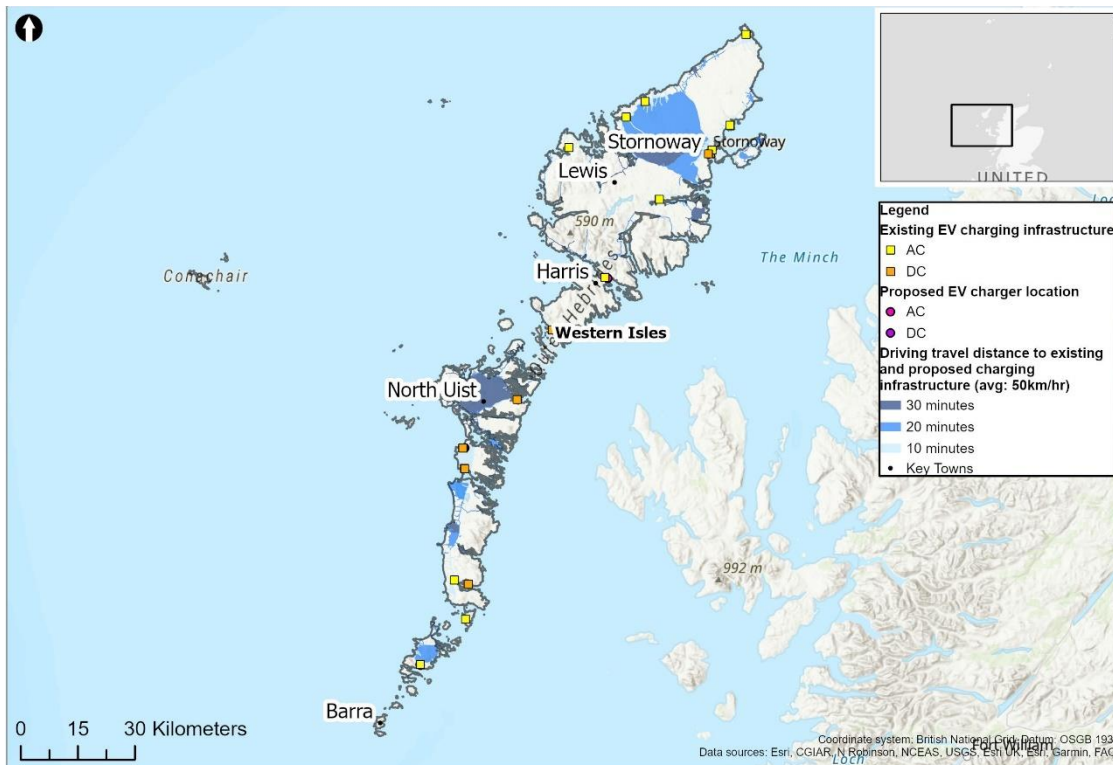 Stornoway
Stornoway
Lewis
590 m
Conachair
Harris
The Minch
Outer Hebrides
Western Isles
North Uist
992 m
Barra
0 15 30 Kilometers
UNITED
Legend
Existing EV charging infrastructure
AC
DC
Proposed EV charger location
AC
DC
Driving travel distance to existing
and proposed charging
infrastructure (avg: 50km/hr)
30 minutes
20 minutes
10 minutes
Key Towns
Coordinate system: British National Grid; Datum: OSGB 193
Data sources: Esri, CGIAR, N Robinson, NCEAS, USGS, Esri UK, Esri, Garmin, FAO
Fort William
Loch